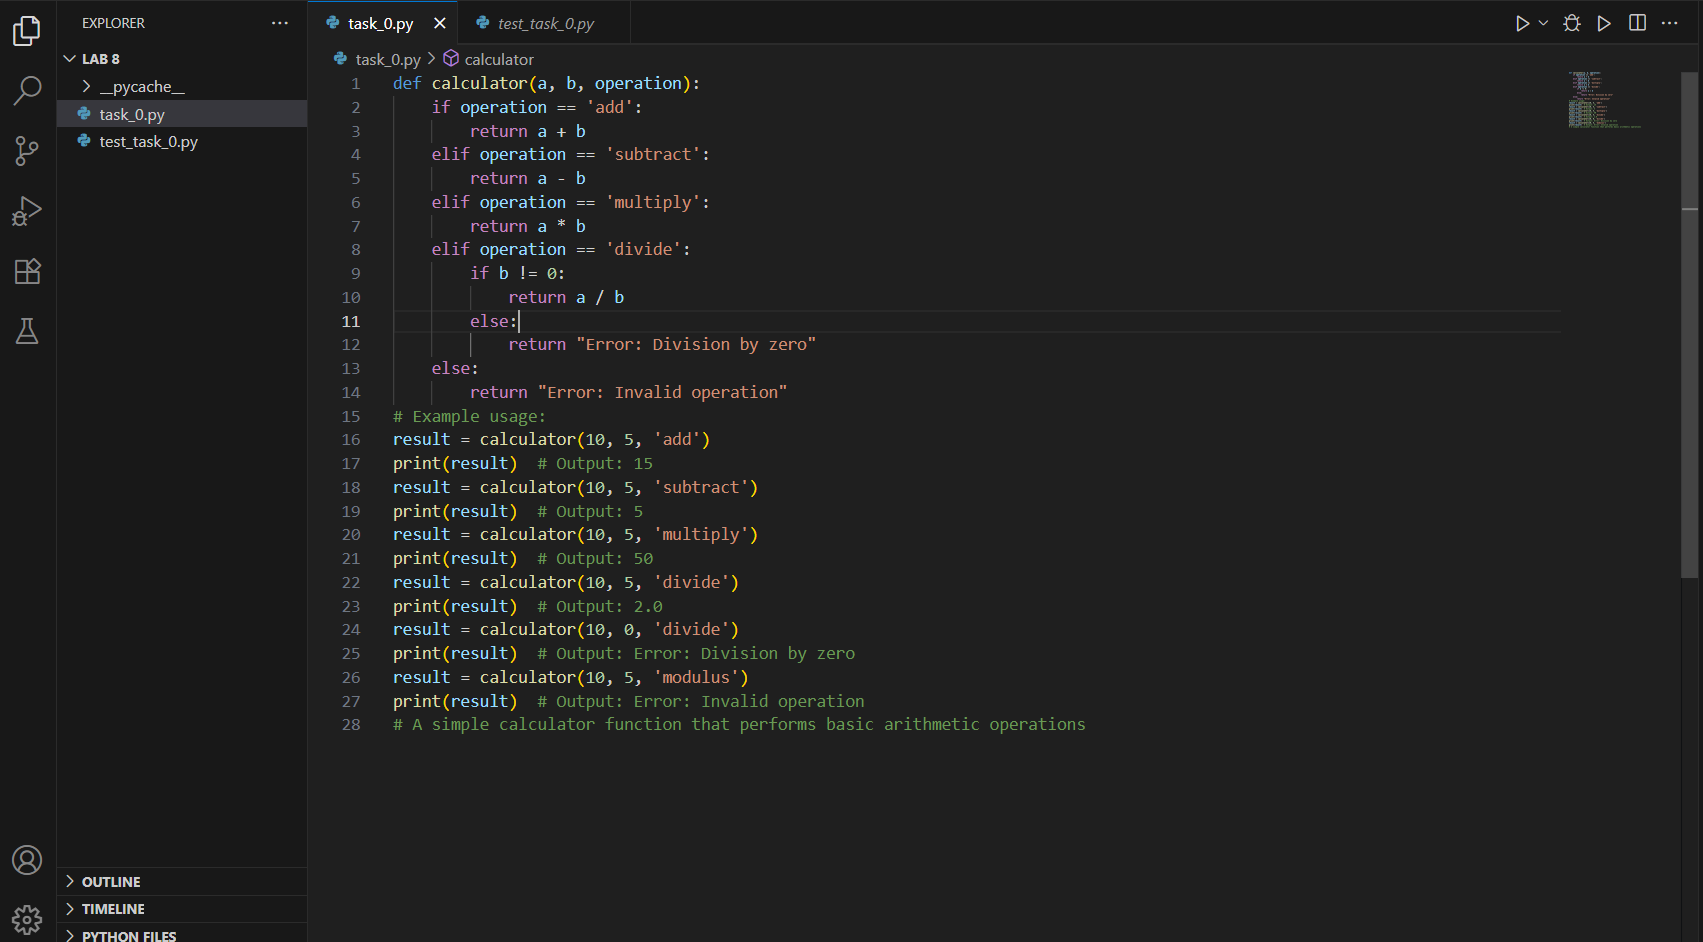 EXPLORER
LAB 8
__pycache__
task_0.py
test_task_0.py
OUTLINE
TIMELINE
PYTHON FILES
task_0.py
test_task_0.py
task_0.py > calculator
1 def calculator(a, b, operation):
2     if operation == 'add':
3         return a + b
4     elif operation == 'subtract':
5         return a - b
6     elif operation == 'multiply':
7         return a * b
8     elif operation == 'divide':
9         if b != 0:
10             return a / b
11         else:
12             return "Error: Division by zero"
13     else:
14         return "Error: Invalid operation"
15 # Example usage:
16 result = calculator(10, 5, 'add')
17 print(result)  # Output: 15
18 result = calculator(10, 5, 'subtract')
19 print(result)  # Output: 5
20 result = calculator(10, 5, 'multiply')
21 print(result)  # Output: 50
22 result = calculator(10, 5, 'divide')
23 print(result)  # Output: 2.0
24 result = calculator(10, 0, 'divide')
25 print(result)  # Output: Error: Division by zero
26 result = calculator(10, 5, 'modulus')
27 print(result)  # Output: Error: Invalid operation
28 # A simple calculator function that performs basic arithmetic operations